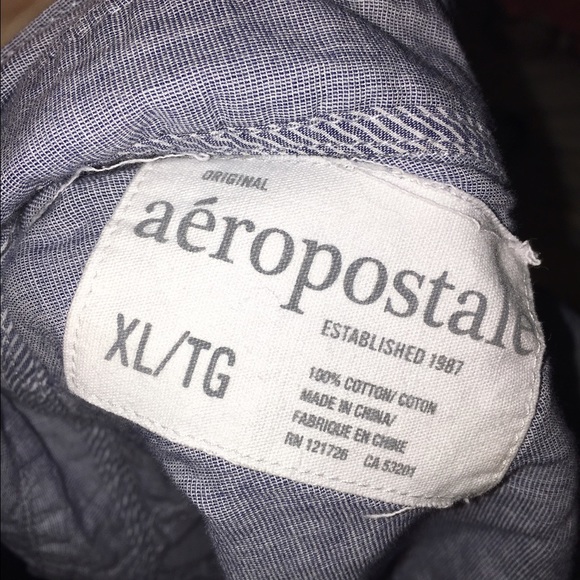 ORIGINAL
aéropostale
XL/TG
ESTABLISHED 1987
100% COTTON/ COTON
MADE IN CHINA/
FABRIQUE EN CHINE
RN 121726 CA 53201